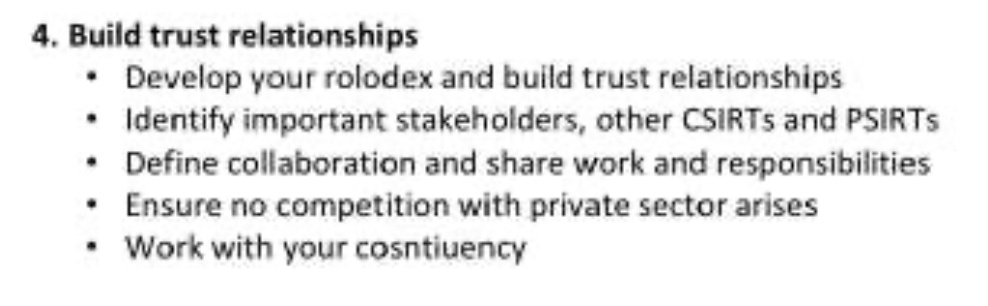 4. Build trust relationships
• Develop your rolodex and build trust relationships
• Identify important stakeholders, other CSIRTs and PSIRTs
• Define collaboration and share work and responsibilities
• Ensure no competition with private sector arises
• Work with your cosntiuency